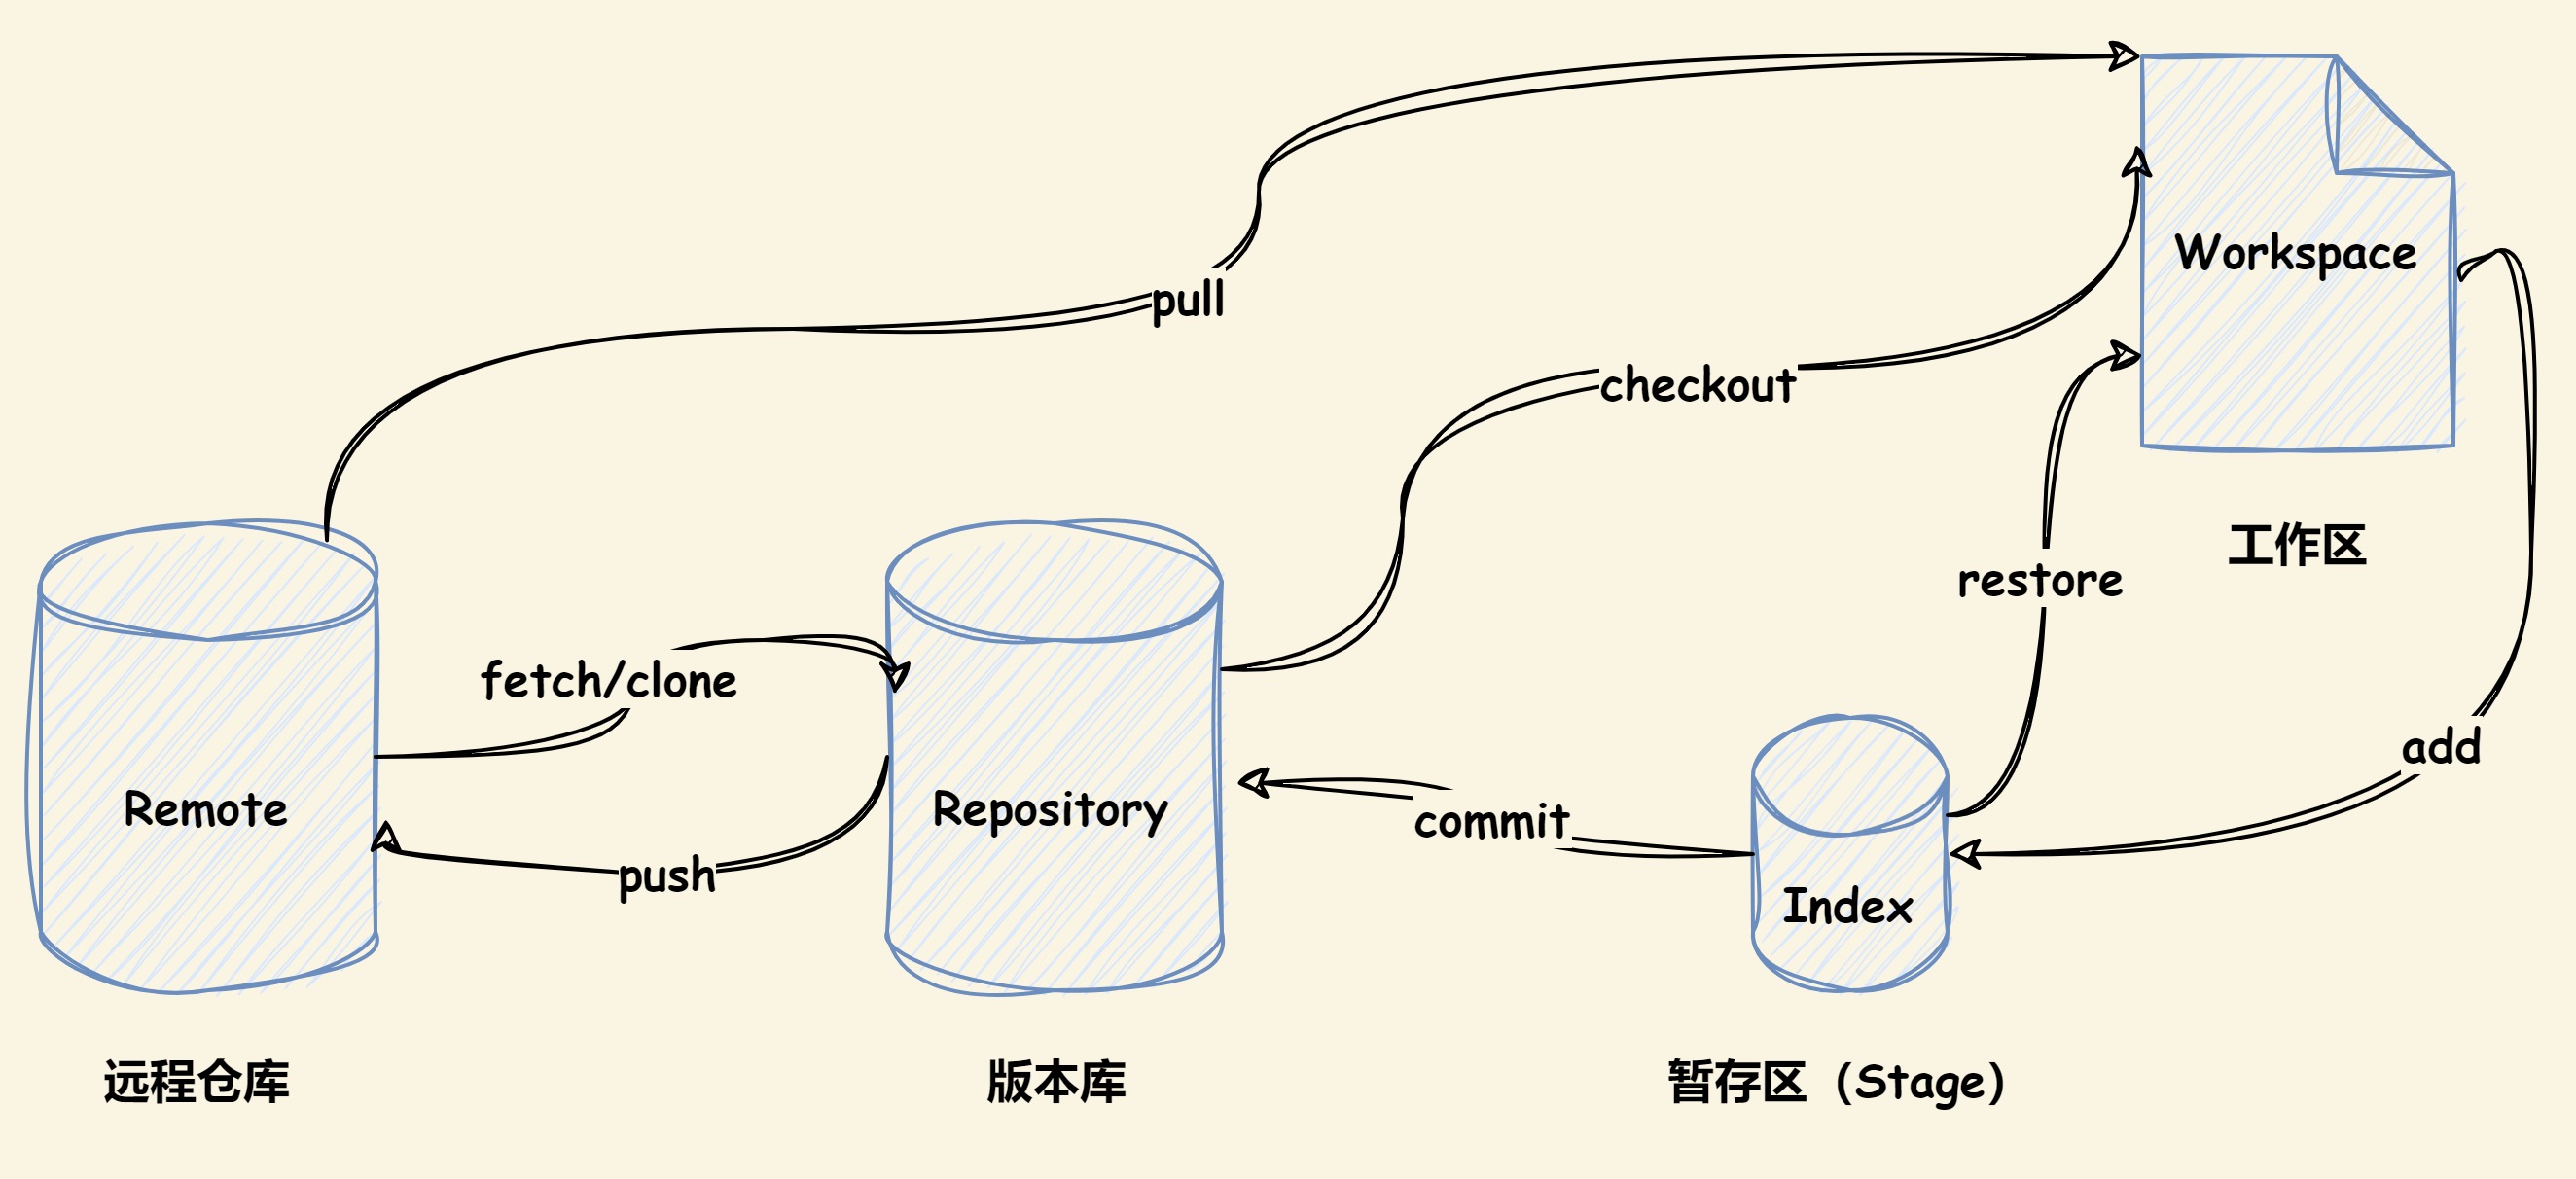 Workspace
pull
checkout
工作区
restore
fetch/clone
add
Remote
Repository
commit
push
Index
远程仓库
版本库
暂存区（Stage）